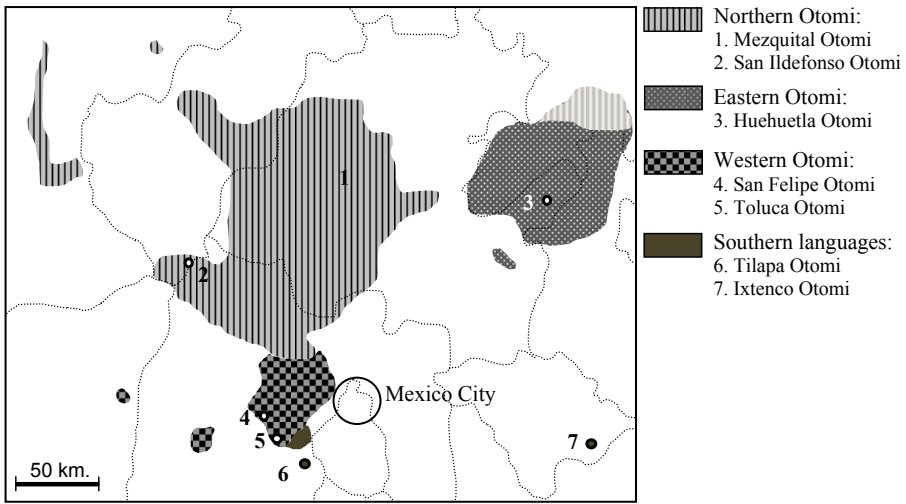 Northern Otomi:
1. Mezquital Otomi
2. San Ildefonso Otomi
Eastern Otomi:
3. Huehuetla Otomi
Western Otomi:
4. San Felipe Otomi
5. Toluca Otomi
Southern languages:
6. Tilapa Otomi
7. Ixtenco Otomi
1
3
2
Mexico City
4
5
7
6
50 km.